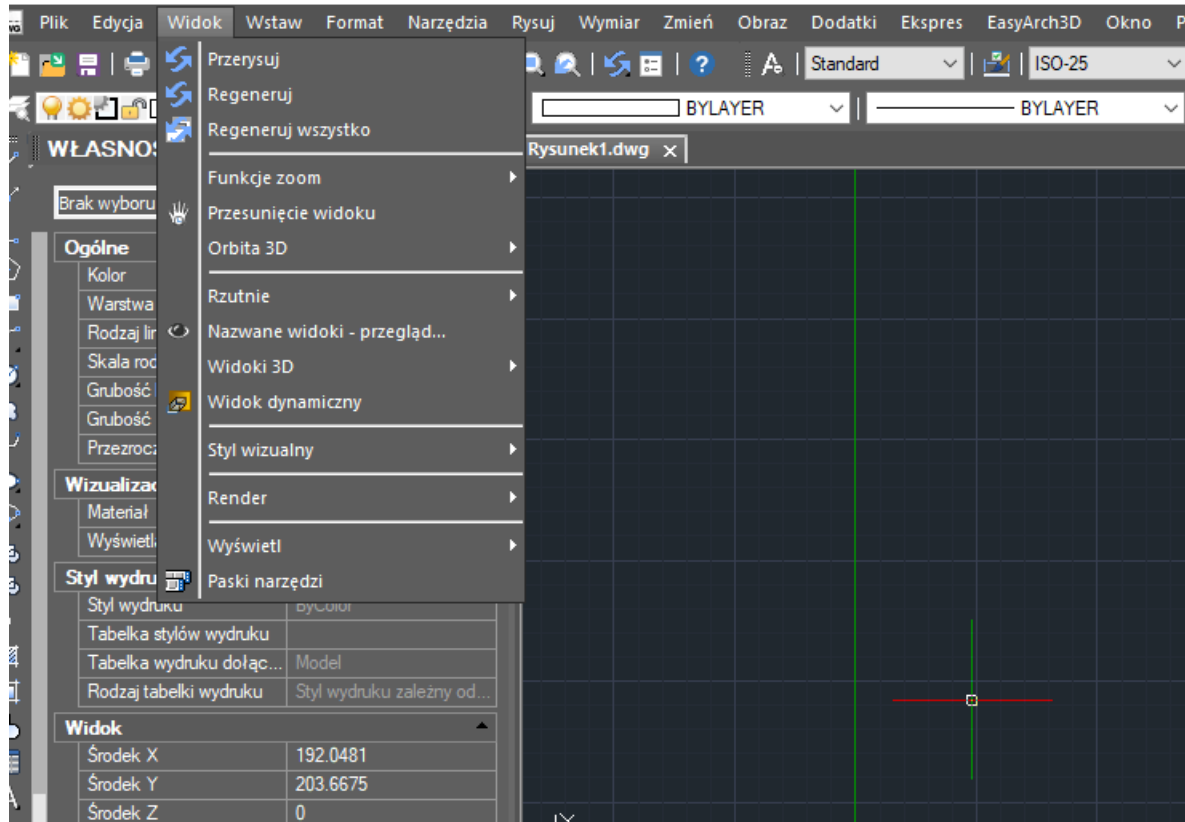 Plik Edycja Widok Wstaw Format Narzędzia Rysuj Wymiar Zmień Obraz Dodatki Ekspres EasyArch3D Okno P
Standard ISO-25
BYLAYER BYLAYER
WŁASNOŚ
Rysunek1.dwg
Brak wyboru
Przerysuj
Regeneruj
Regeneruj wszystko
Funkcje zoom
Przesunięcie widoku
Orbita 3D
Rzutnie
Nazwane widoki - przegląd...
Widoki 3D
Widok dynamiczny
Styl wizualny
Render
Wyświetl
Paski narzędzi
Ogólne
Kolor
Warstwa
Rodzaj lin
Skala rod
Grubość
Grubość
Przezrocz
Wizualizac
Materiał
Wyświetla
Styl wydru
Styl wydruku ByColor
Tabelka stylów wydruku
Tabelka wydruku dołąc... Model
Rodzaj tabelki wydruku Styl wydruku zależny od...
Widok
Środek X 192.0481
Środek Y 203.6675
Środek Z 0